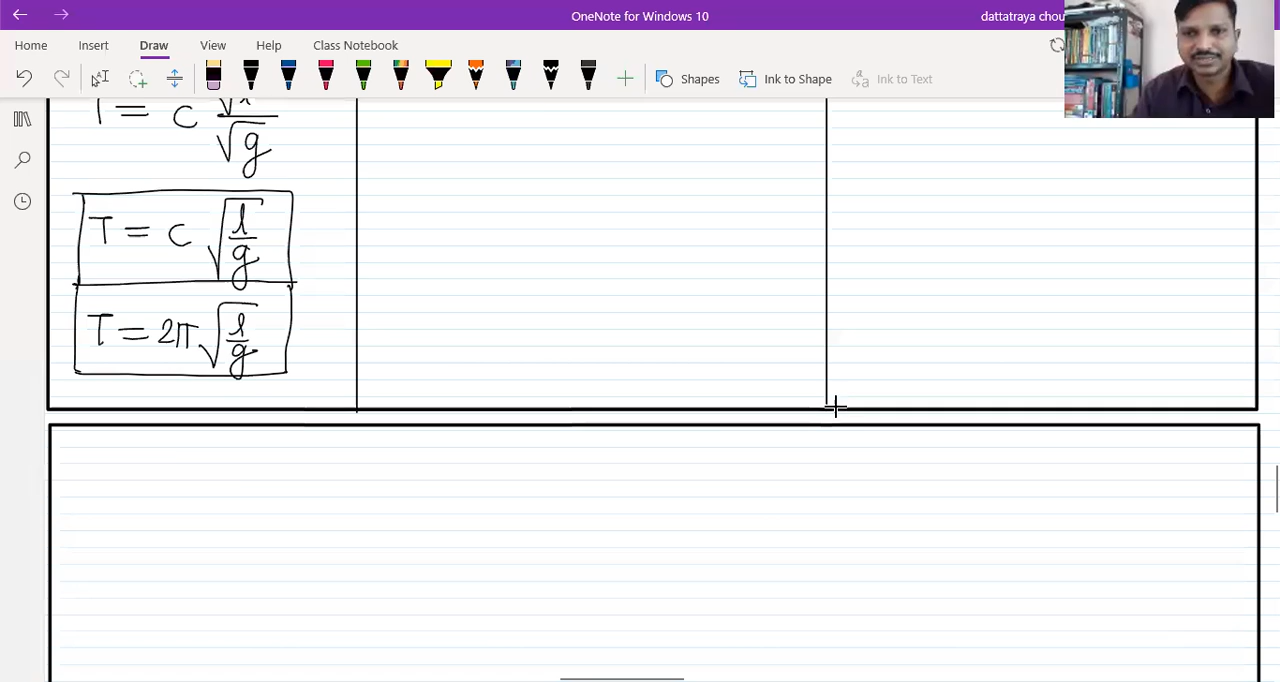 OneNote for Windows 10
dattatraya chou
Home Insert Draw View Help Class Notebook
Shapes Ink to Shape Ink to Text
T = c √l / √g
T = c √(l/g)
T = 2π √(l/g)